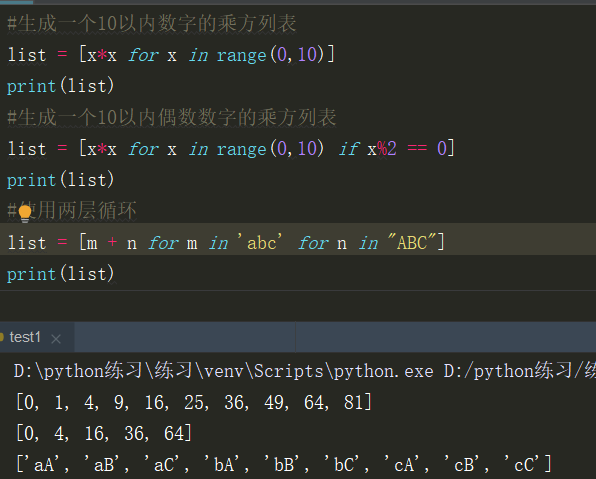 #生成一个10以内数字的乘方列表
list = [x*x for x in range(0,10)]
print(list)
#生成一个10以内偶数数字的乘方列表
list = [x*x for x in range(0,10) if x%2 == 0]
print(list)
#使用两层循环
list = [m + n for m in 'abc' for n in "ABC"]
print(list)
test1
D:\python练习\练习\venv\Scripts\python.exe D:/python练习/练
[0, 1, 4, 9, 16, 25, 36, 49, 64, 81]
[0, 4, 16, 36, 64]
['aA', 'aB', 'aC', 'bA', 'bB', 'bC', 'cA', 'cB', 'cC']